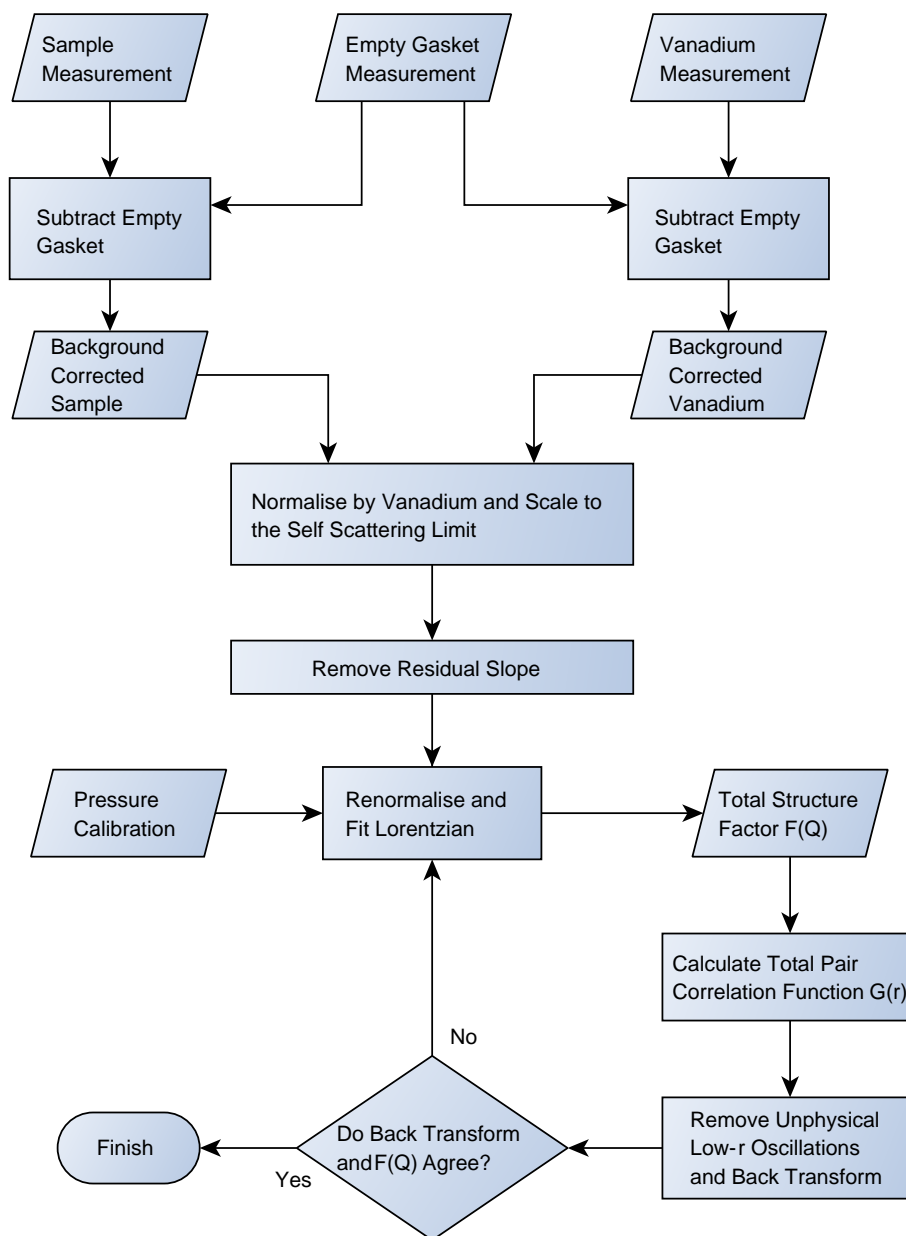 Sample
Measurement
Empty Gasket
Measurement
Vanadium
Measurement
Subtract Empty
Gasket
Subtract Empty
Gasket
Background
Corrected
Sample
Background
Corrected
Vanadium
Normalise by Vanadium and Scale to
the Self Scattering Limit
Remove Residual Slope
Pressure
Calibration
Renormalise and
Fit Lorentzian
Total Structure
Factor F(Q)
Calculate Total Pair
Correlation Function G(r)
No
Finish
Yes
Do Back Transform
and F(Q) Agree?
Remove Unphysical
Low-r Oscillations
and Back Transform